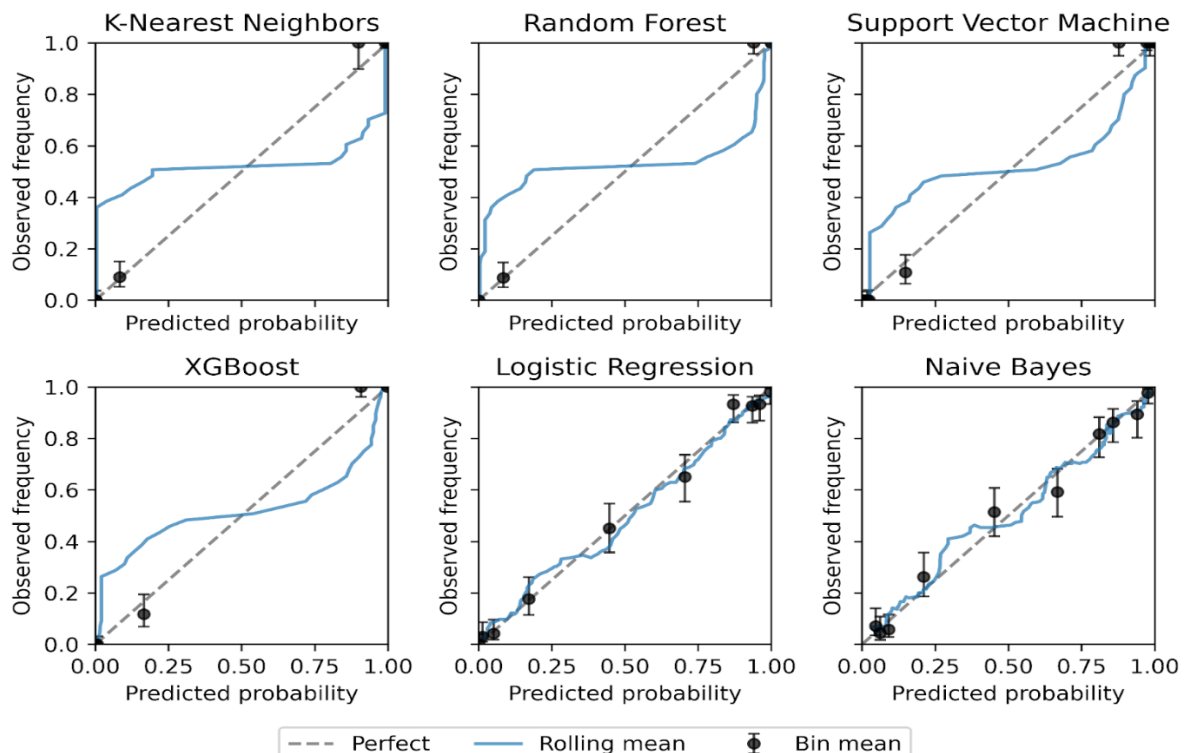 K-Nearest Neighbors
Random Forest
Support Vector Machine
Observed frequency
1.0
0.8
0.6
0.4
0.2
0.0
Observed frequency
Observed frequency
Predicted probability
Predicted probability
Predicted probability
XGBoost
Logistic Regression
Naive Bayes
Observed frequency
1.0
0.8
0.6
0.4
0.2
0.0
Observed frequency
Observed frequency
0.00 0.25 0.50 0.75 1.00
0.00 0.25 0.50 0.75 1.00
0.00 0.25 0.50 0.75 1.00
Predicted probability
Predicted probability
Predicted probability
Perfect Rolling mean Bin mean